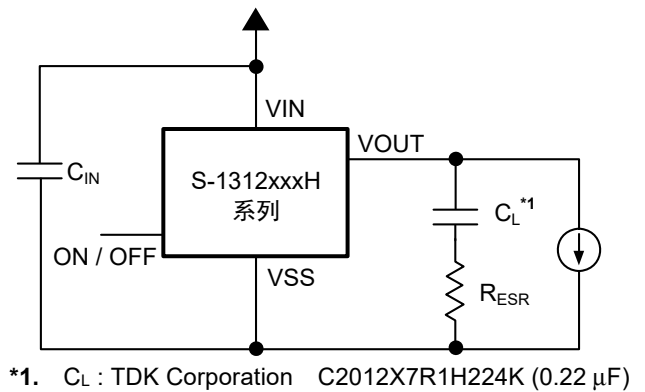 VIN
VOUT
C_IN
S-1312xxxH
系列
C_L*1
ON / OFF
R_ESR
VSS
*1. C_L : TDK Corporation C2012X7R1H224K (0.22 μF)